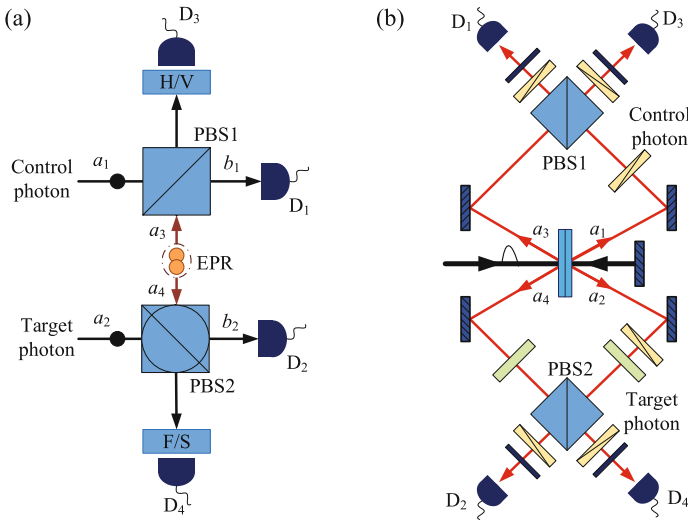 (a)
D3
H/V
PBS1
Control
photon
a1
b1
D1
a3
EPR
a4
Target
photon
a2
b2
D2
PBS2
F/S
D4
(b)
D1
D3
Control
photon
PBS1
a3
a1
a4
a2
PBS2
Target
photon
D2
D4